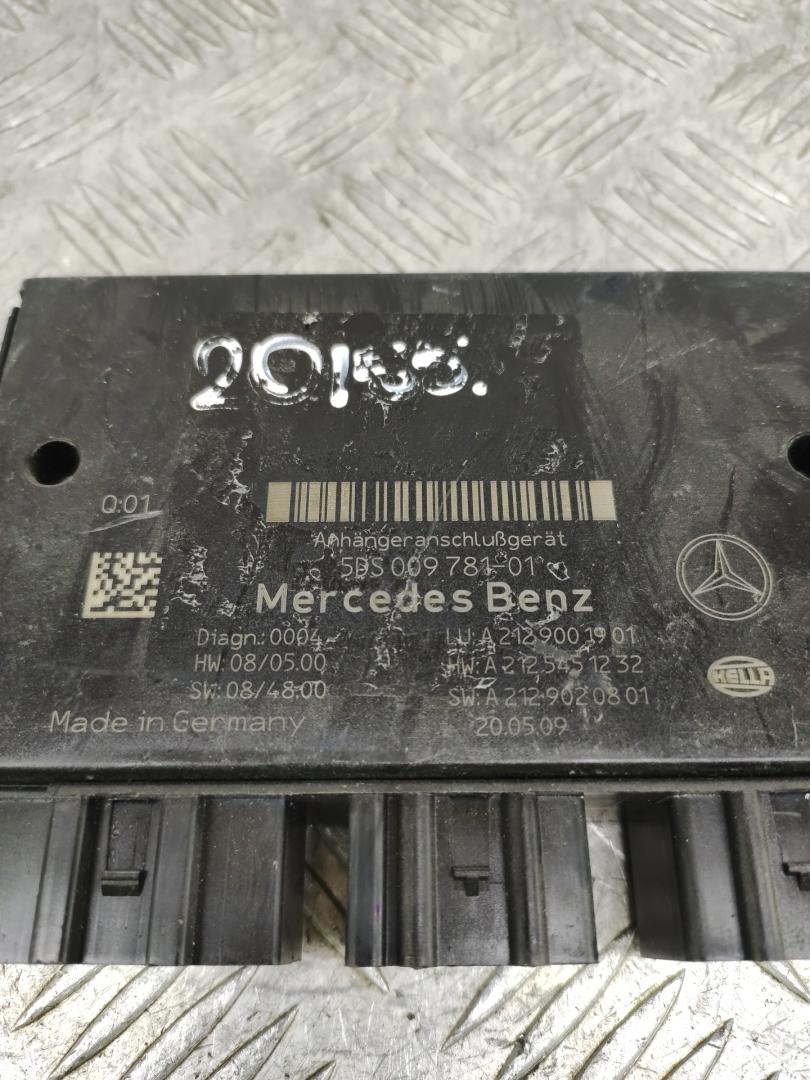 Q:01
Anhängeranschlußgerät
5DS 009 781-01
Mercedes Benz
Diagn.:0004 LU: A 212 900 19 01
HW: 08/05.00 HW: A 212 545 12 32
SW: 08/48.00 SW: A 212 902 08 01
HELLA
Made in Germany 20.05.09